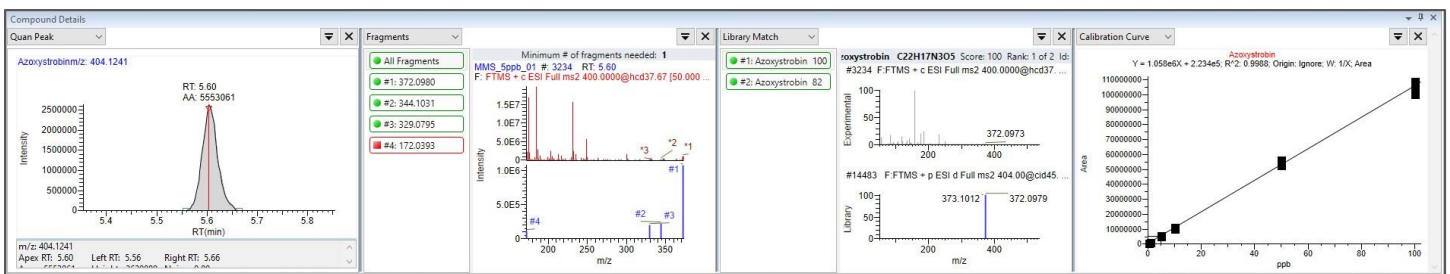 Compound Details
Quan Peak
Azoxystrobinm/z: 404.1241
RT: 5.60
AA: 5553061
2500000
2000000
1500000
1000000
500000
0
Intensity
5.4 5.5 5.6 5.7 5.8
RT(min)
m/z: 404.1241
Apex RT: 5.60 Left RT: 5.56 Right RT: 5.66
Fragments
All Fragments
#1: 372.0980
#2: 344.1031
#3: 329.0795
#4: 172.0393
Minimum # of fragments needed: 1
MMS_5ppb_01 #: 3234 RT: 5.60
F: FTMS + c ESI Full ms2 400.0000@hcd37.67 [50.000 ...
1.5E7
1.0E7
5.0E6
0
*3 *2 *1
Intensity
1.0E6
5.0E5
0
#4 #2 #3 #1
200 250 300 350
m/z
Library Match
#1: Azoxystrobin 100
#2: Azoxystrobin 82
zoxystrobin C22H17N3O5 Score: 100 Rank: 1 of 2 Id:
#3234 F:FTMS + c ESI Full ms2 400.0000@hcd37. ...
Experimental
100
50
0
372.0973
200 400
#14483 F:FTMS + p ESI d Full ms2 404.00@cid45. ...
Library
100
50
0
373.1012 372.0979
200 400
m/z
Calibration Curve
Azoxystrobin
Y = 1.058e6X + 2.234e5; R^2: 0.9988; Origin: Ignore; W: 1/X; Area
110000000
100000000
90000000
80000000
70000000
60000000
50000000
40000000
30000000
20000000
10000000
0
Area
0 20 40 60 80 100
ppb